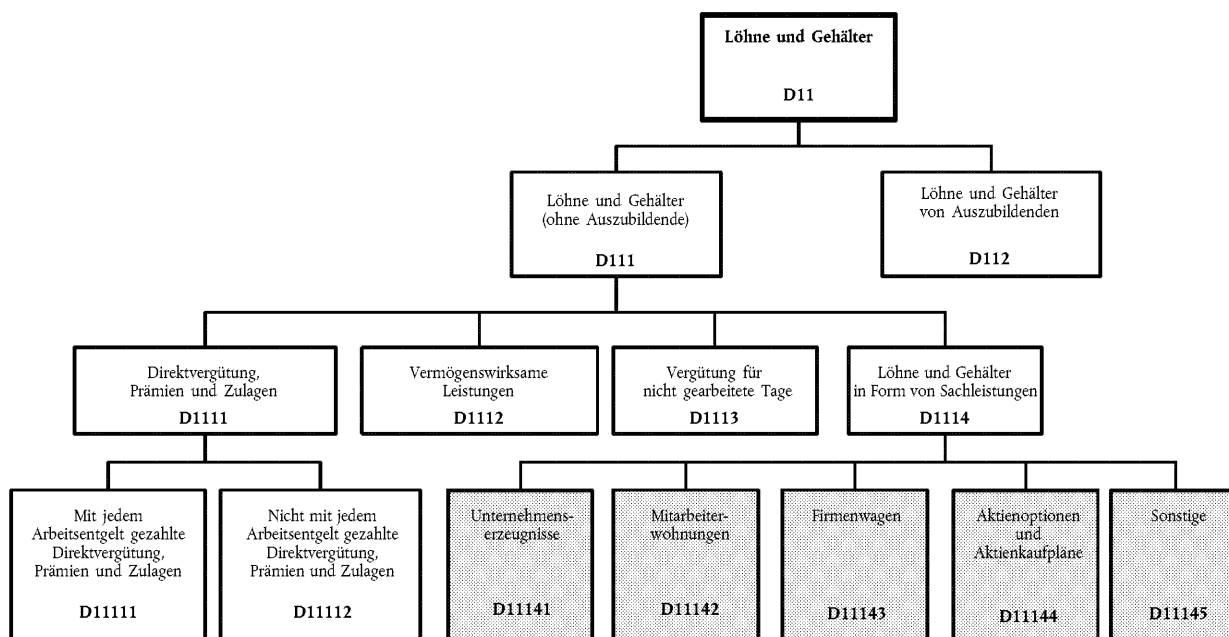 Löhne und Gehälter
D11
Löhne und Gehälter
(ohne Auszubildende)
D111
Löhne und Gehälter
von Auszubildenden
D112
Direktvergütung,
Prämien und Zulagen
D1111
Vermögenswirksame
Leistungen
D1112
Vergütung für
nicht gearbeitete Tage
D1113
Löhne und Gehälter
in Form von Sachleistungen
D1114
Mit jedem
Arbeitsentgelt gezahlte
Direktvergütung,
Prämien und Zulagen
D11111
Nicht mit jedem
Arbeitsentgelt gezahlte
Direktvergütung,
Prämien und Zulagen
D11112
Unternehmens-
erzeugnisse
D11141
Mitarbeiter-
wohnungen
D11142
Firmenwagen
D11143
Aktienoptionen
und
Aktienkaufpläne
D11144
Sonstige
D11145